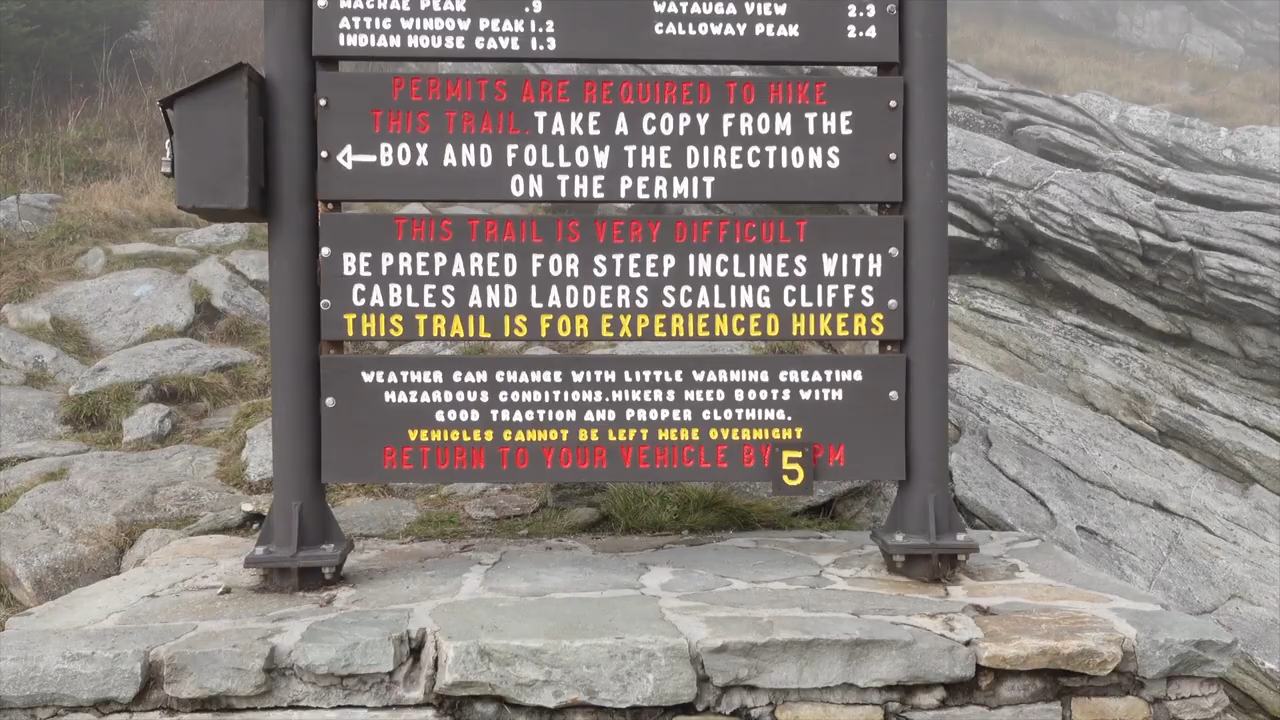 MACRAE PEAK .9 WATAUGA VIEW 2.3
ATTIC WINDOW PEAK 1.2 CALLOWAY PEAK 2.4
INDIAN HOUSE CAVE 1.3
PERMITS ARE REQUIRED TO HIKE
THIS TRAIL. TAKE A COPY FROM THE
BOX AND FOLLOW THE DIRECTIONS
ON THE PERMIT
THIS TRAIL IS VERY DIFFICULT
BE PREPARED FOR STEEP INCLINES WITH
CABLES AND LADDERS SCALING CLIFFS
THIS TRAIL IS FOR EXPERIENCED HIKERS
WEATHER CAN CHANGE WITH LITTLE WARNING CREATING
HAZARDOUS CONDITIONS. HIKERS NEED BOOTS WITH
GOOD TRACTION AND PROPER CLOTHING.
VEHICLES CANNOT BE LEFT HERE OVERNIGHT
RETURN TO YOUR VEHICLE BY 5 PM